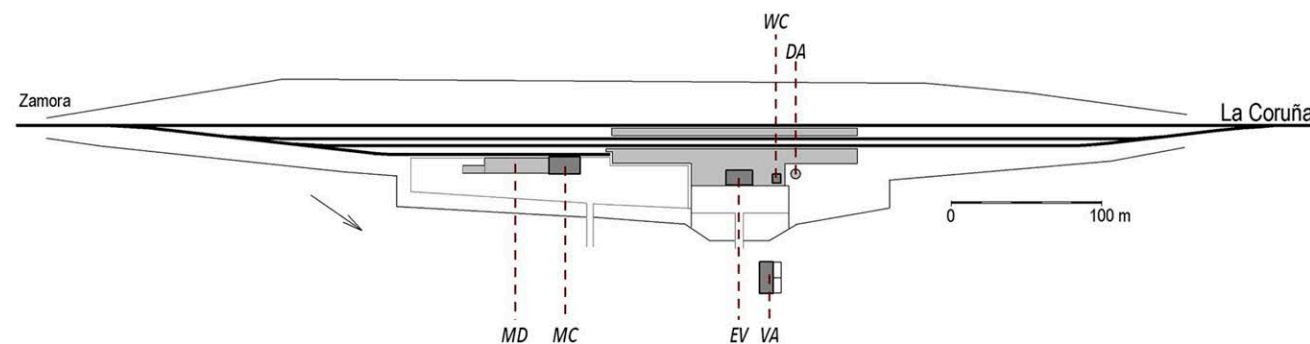 WC
DA
Zamora
La Coruña
0 100 m
MD MC EV VA